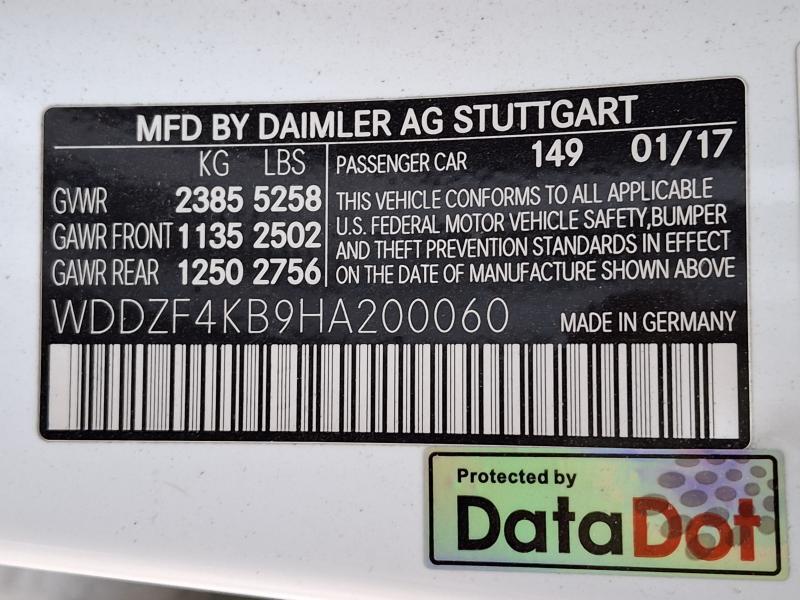 MFD BY DAIMLER AG STUTTGART
KG LBS
GVWR 2385 5258
GAWR FRONT 1135 2502
GAWR REAR 1250 2756
PASSENGER CAR 149 01/17
THIS VEHICLE CONFORMS TO ALL APPLICABLE
U.S. FEDERAL MOTOR VEHICLE SAFETY,BUMPER
AND THEFT PREVENTION STANDARDS IN EFFECT
ON THE DATE OF MANUFACTURE SHOWN ABOVE
WDDZF4KB9HA200060 MADE IN GERMANY
Protected by
DataDot